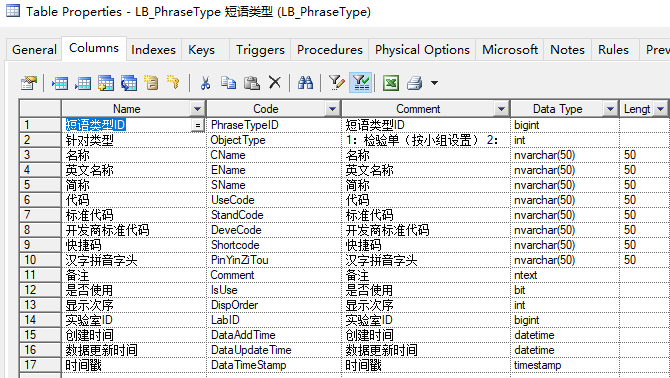 Table Properties - LB_PhraseType 短语类型 (LB_PhraseType)
General Columns Indexes Keys Triggers Procedures Physical Options Microsoft Notes Rules Prev
Name Code Comment Data Type Lengt
1 短语类型ID = PhraseTypeID 短语类型ID bigint
2 针对类型 ObjectType 1：检验单（按小组设置） 2： int
3 名称 CName 名称 nvarchar(50) 50
4 英文名称 EName 英文名称 nvarchar(50) 50
5 简称 SName 简称 nvarchar(50) 50
6 代码 UseCode 代码 nvarchar(50) 50
7 标准代码 StandCode 标准代码 nvarchar(50) 50
8 开发商标准代码 DeveCode 开发商标准代码 nvarchar(50) 50
9 快捷码 Shortcode 快捷码 nvarchar(50) 50
10 汉字拼音字头 PinYinZiTou 汉字拼音字头 nvarchar(50) 50
11 备注 Comment 备注 ntext
12 是否使用 IsUse 是否使用 bit
13 显示次序 DispOrder 显示次序 int
14 实验室ID LabID 实验室ID bigint
15 创建时间 DataAddTime 创建时间 datetime
16 数据更新时间 DataUpdateTime 数据更新时间 datetime
17 时间戳 DataTimeStamp 时间戳 timestamp